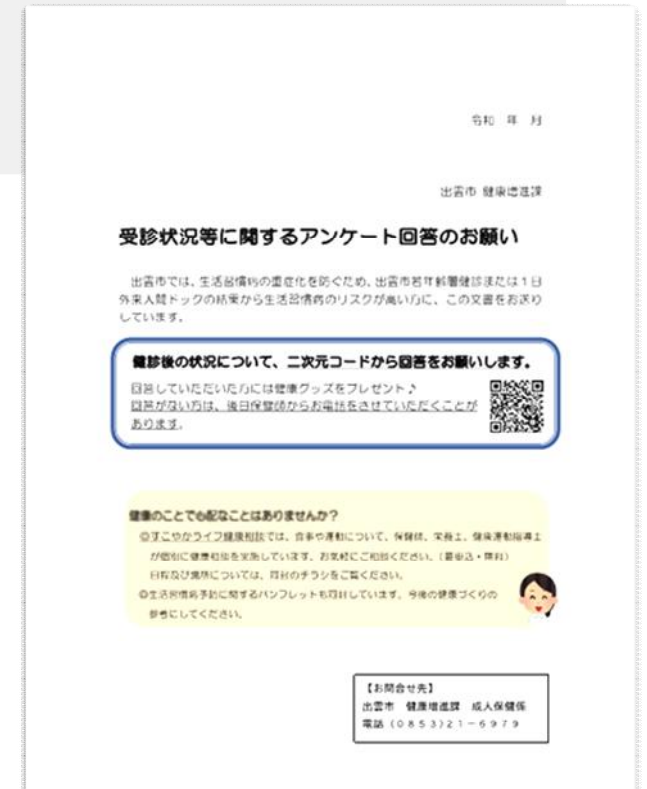 令和 年 月
出雲市 健康増進課
受診状況等に関するアンケート回答のお願い
出雲市では、生活習慣病の重症化を防ぐため、出雲市若年齢層健診または1日
外来人間ドックの結果から生活習慣病のリスクが高い方に、この文書をお送り
しています。
健診後の状況について、二次元コードから回答をお願いします。
回答していただいた方には健康グッズをプレゼント♪
回答がない方は、後日保健師からお電話をさせていただくことが
あります。
健康のことで心配なことはありませんか?
◎すこやかライフ健康相談では、食事や運動について、保健師、栄養士、健康運動指導士
が個別に健康相談を実施しています。お気軽にご相談ください。(要申込・無料)
日程及び場所については、同封のチラシをご覧ください。
◎生活習慣病予防に関するパンフレットも同封しています。今後の健康づくりの
参考にしてください。
【お問合せ先】
出雲市 健康増進課 成人保健係
電話(0853)21-6979